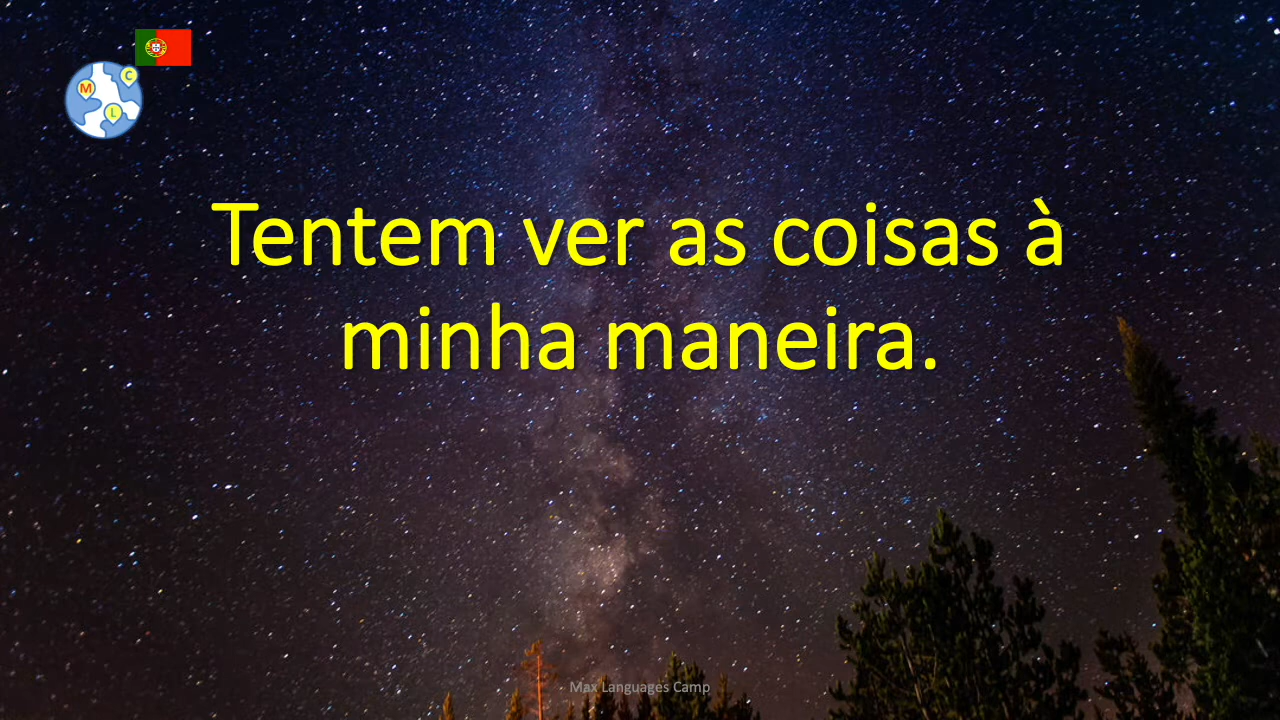 C
M
L
Tentem ver as coisas à
minha maneira.
Max Languages Camp